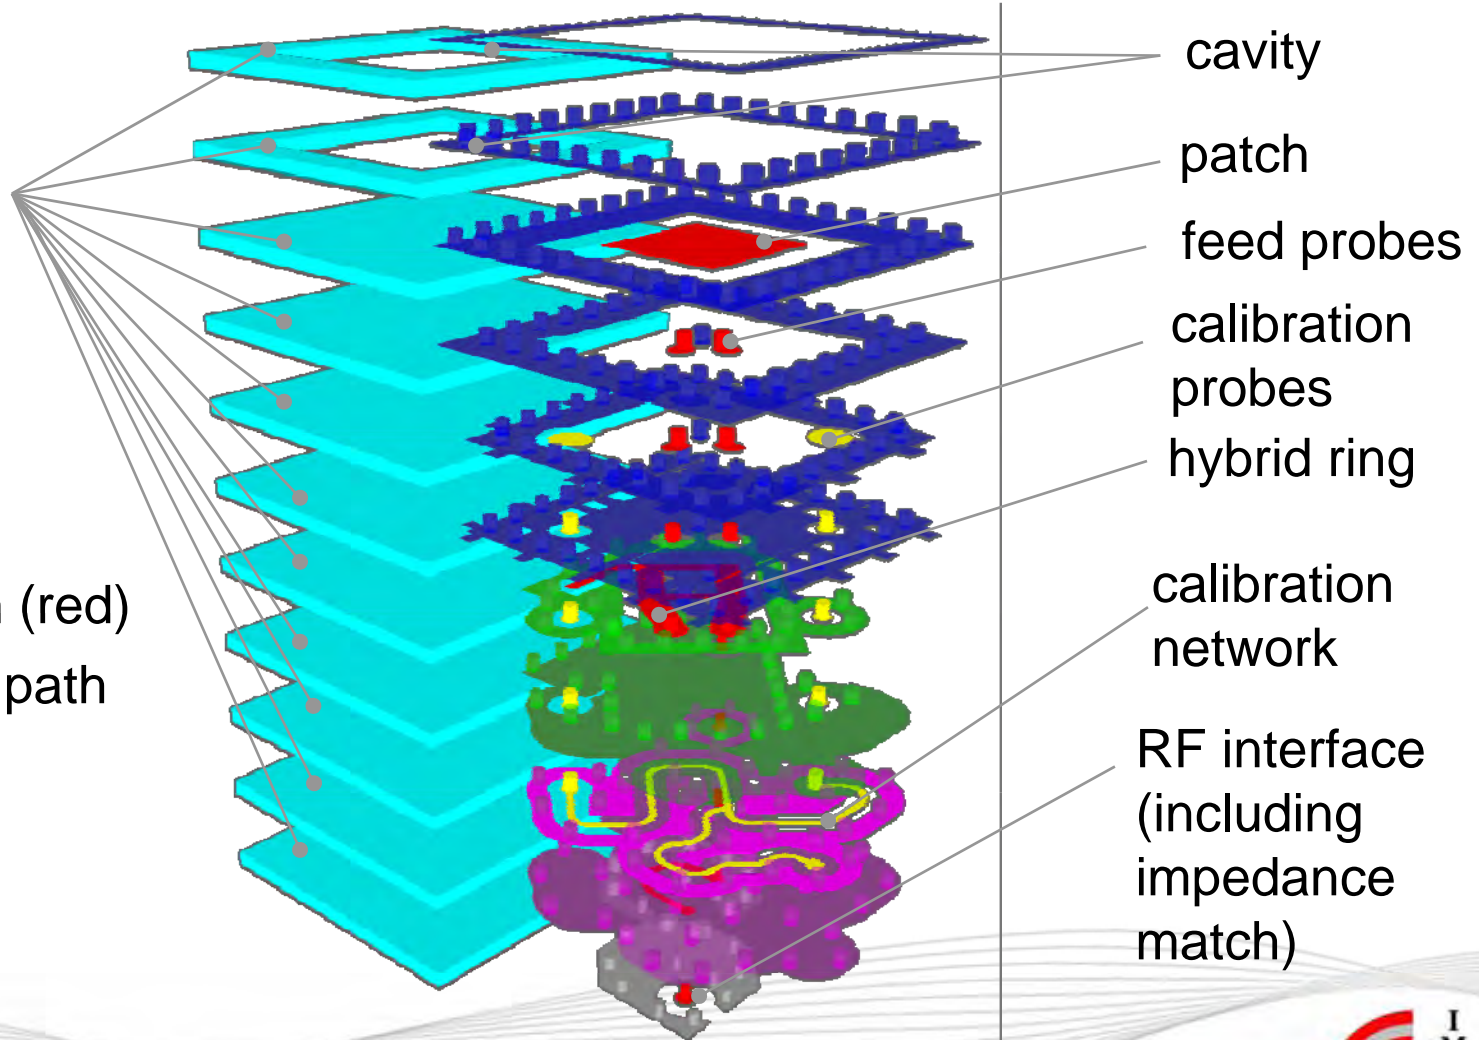 cavity
patch
feed probes
calibration
probes
hybrid ring
(red)
path
calibration
network
RF interface
(including
impedance
match)
I